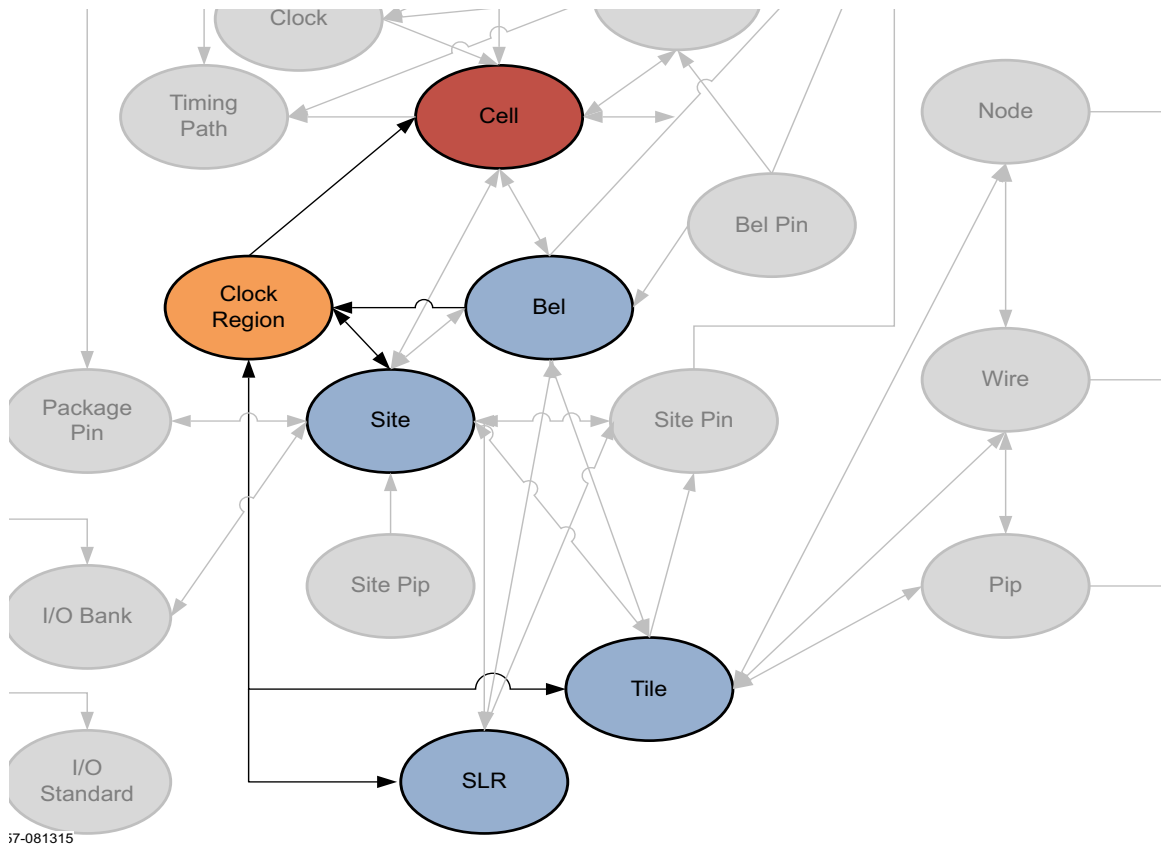 Clock
Timing
Path
Cell
Node
Bel Pin
Clock
Region
Bel
Package
Pin
Site
Site Pin
Wire
I/O Bank
Site Pip
Pip
Tile
I/O
Standard
SLR
57-081315